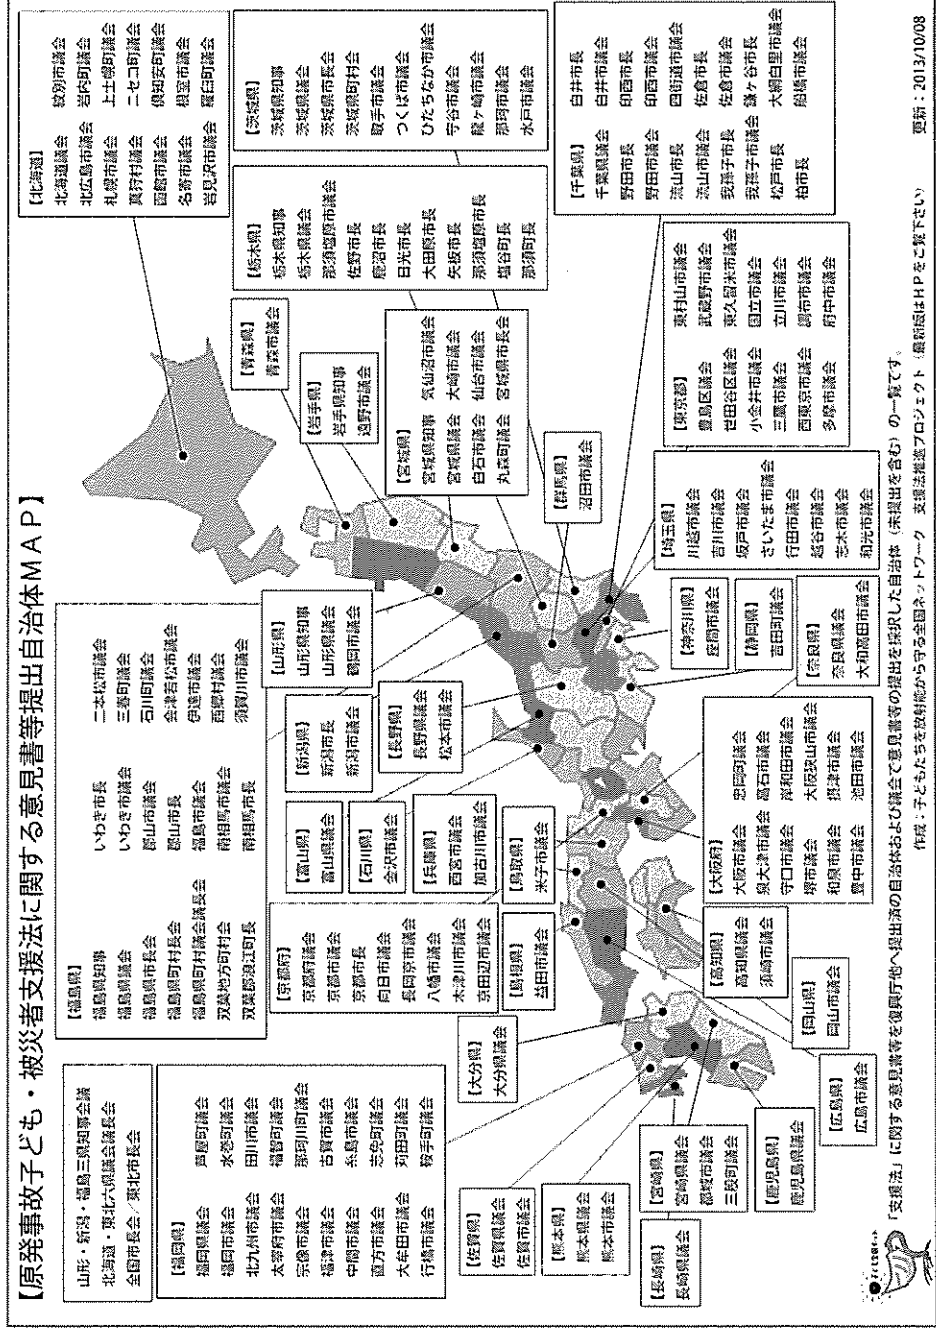 【原発事故子ども・被災者支援法に関する意見書等提出自治体MAP】
山形・新潟・福島三県知事会議
北海道・東北六県議会議長会
全国市長会／東北市長会
【福島県】
福島県知事
福島県議会
福島県市長会
福島県町村長会
福島県町村議会議長会
双葉地方町村会
双葉郡浪江町長
いわき市長
いわき市議会
郡山市議会
郡山市長
福島市議会
南相馬市議会
南相馬市長
二本松市議会
三春町議会
石川町議会
会津若松市議会
伊達市議会
西郷村議会
須賀川市議会
【北海道】
北海道議会
北広島市議会
札幌市議会
真狩村議会
函館市議会
名寄市議会
岩見沢市議会
紋別市議会
岩内町議会
上士幌町議会
ニセコ町議会
倶知安町議会
根室市議会
羅臼町議会
【青森県】
青森市議会
【岩手県】
岩手県知事
遠野市議会
【宮城県】
宮城県知事
宮城県議会
白石市議会
丸森町議会
気仙沼市議会
大崎市議会
仙台市議会
宮城県市長会
【山形県】
山形県知事
山形県議会
鶴岡市議会
【新潟県】
新潟市長
新潟市議会
【長野県】
長野県議会
松本市議会
【富山県】
富山県議会
【石川県】
金沢市議会
【兵庫県】
西宮市議会
加古川市議会
【鳥取県】
米子市議会
【京都府】
京都府議会
京都市議会
京都市長
向日市議会
長岡京市議会
八幡市議会
木津川市議会
京田辺市議会
【島根県】
益田市議会
【福岡県】
福岡県議会
福岡市議会
北九州市議会
太宰府市議会
宗像市議会
福津市議会
中間市議会
直方市議会
大牟田市議会
行橋市議会
芦屋町議会
水巻町議会
田川市議会
福智町議会
那珂川町議会
古賀市議会
糸島市議会
志免町議会
苅田町議会
鞍手町議会
【大分県】
大分県議会
【佐賀県】
佐賀県議会
佐賀市議会
【熊本県】
熊本県議会
熊本市議会
【長崎県】
長崎県議会
【宮崎県】
宮崎県議会
都城市議会
三股町議会
【鹿児島県】
鹿児島県議会
【広島県】
広島市議会
【岡山県】
岡山市議会
【高知県】
高知県議会
須崎市議会
【大阪府】
大阪市議会
泉大津市議会
守口市議会
堺市議会
和泉市議会
豊中市議会
忠岡町議会
高石市議会
岸和田市議会
大阪狭山市議会
摂津市議会
池田市議会
【奈良県】
奈良県議会
大和高田市議会
【静岡県】
吉田町議会
【神奈川県】
座間市議会
【群馬県】
沼田市議会
【埼玉県】
川越市議会
吉川市議会
坂戸市議会
さいたま市議会
行田市議会
越谷市議会
志木市議会
和光市議会
【東京都】
豊島区議会
世田谷区議会
小金井市議会
三鷹市議会
西東京市議会
多摩市議会
東村山市議会
武蔵野市議会
東久留米市議会
国立市議会
立川市議会
調布市議会
府中市議会
【栃木県】
栃木県知事
栃木県議会
那須塩原市議会
佐野市長
鹿沼市長
日光市長
大田原市長
矢板市長
那須塩原市長
塩谷町長
那須町長
【茨城県】
茨城県知事
茨城県議会
茨城県市長会
茨城県町村会
取手市議会
つくば市議会
ひたちなか市議会
守谷市議会
龍ヶ崎市議会
那珂市議会
水戸市議会
【千葉県】
千葉県議会
野田市長
野田市議会
流山市長
流山市議会
我孫子市長
我孫子市議会
松戸市長
柏市長
白井市長
白井市議会
印西市長
印西市議会
四街道市議会
佐倉市長
佐倉市議会
鎌ヶ谷市長
大網白里市議会
船橋市議会
「支援法」に関する意見書等を復興庁他へ提出済の自治体および議会で意見書等の提出を採択した自治体（未提出を含む）の一覧です。
作成：子どもたちを放射能から守る全国ネットワーク　支援法推進プロジェクト（最新版はHPをご覧下さい）　更新：2013/10/08